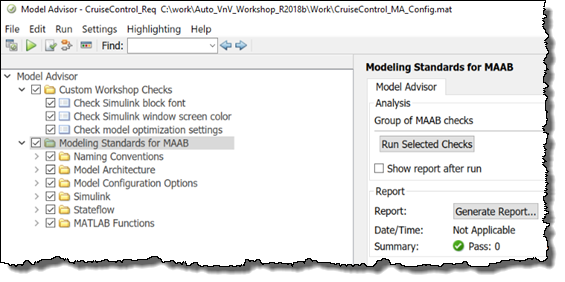 Model Advisor - CruiseControl_Req C:\work\Auto_VnV_Workshop_R2018b\Work\CruiseControl_MA_Config.mat
File Edit Run Settings Highlighting Help
Find:
Model Advisor
Custom Workshop Checks
Check Simulink block font
Check Simulink window screen color
Check model optimization settings
Modeling Standards for MAAB
Naming Conventions
Model Architecture
Model Configuration Options
Simulink
Stateflow
MATLAB Functions
Modeling Standards for MAAB
Model Advisor
Analysis
Group of MAAB checks
Run Selected Checks
Show report after run
Report
Report: Generate Report...
Date/Time: Not Applicable
Summary: Pass: 0